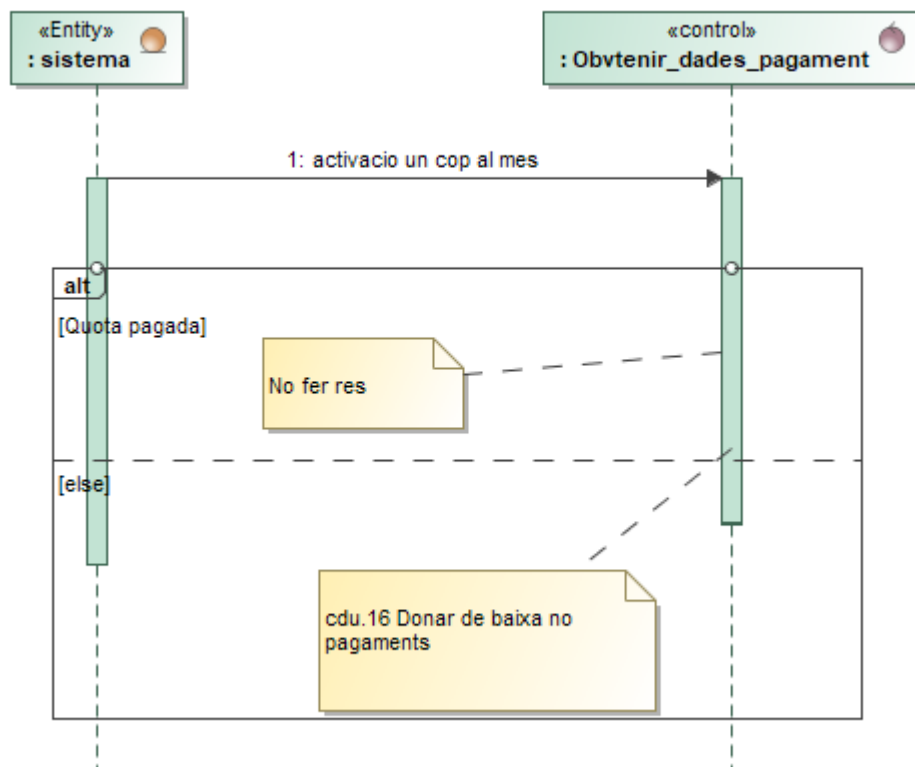 «Entity»
: sistema
«control»
: Obvtenir_dades_pagament
1: activacio un cop al mes
alt
[Quota pagada]
No fer res
[else]
cdu.16 Donar de baixa no
pagaments